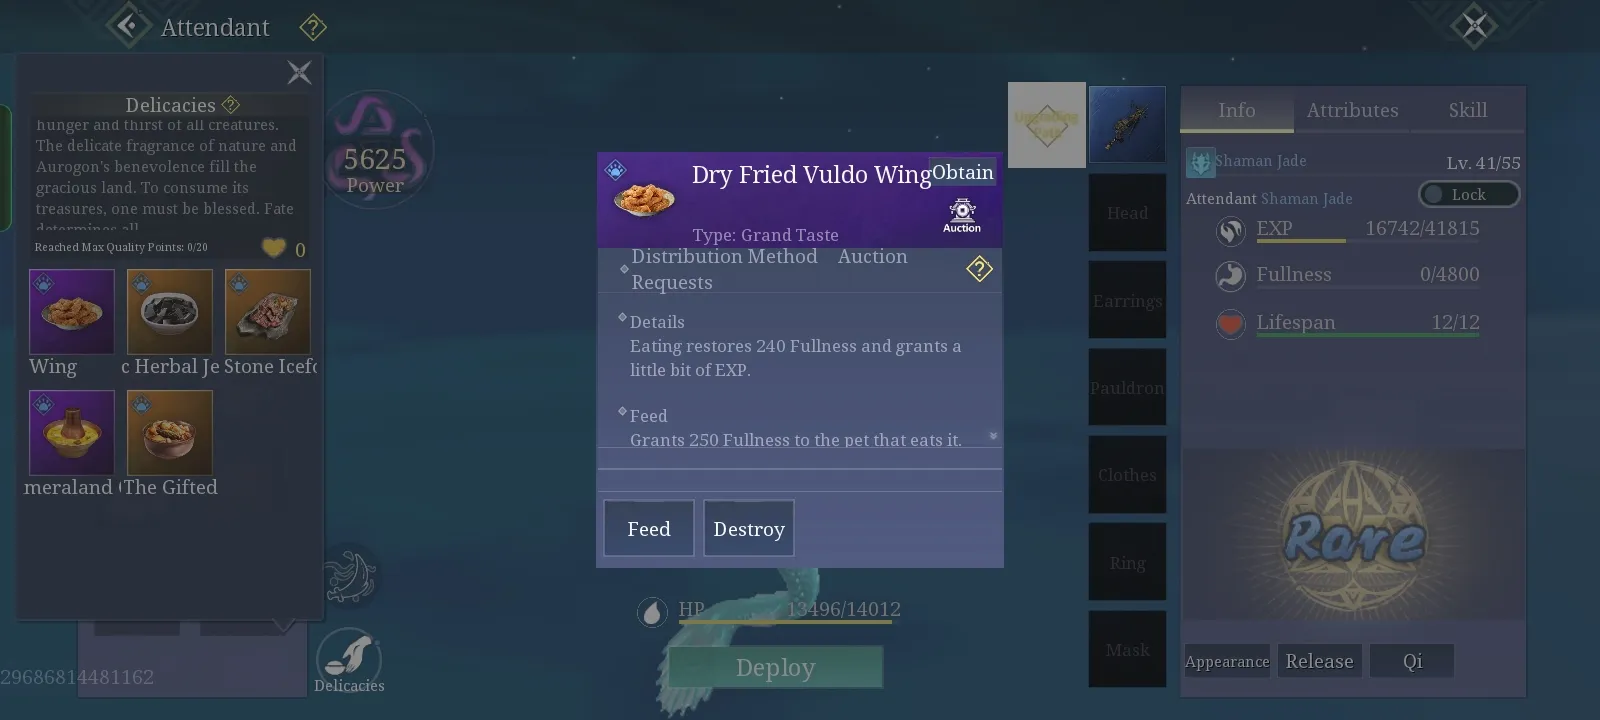 Attendant
Delicacies
hunger and thirst of all creatures.
The delicate fragrance of nature and
Aurogon's benevolence fill the
gracious land. To consume its
treasures, one must be blessed. Fate
determines all
Reached Max Quality Points: 0/20
0
Wing
c Herbal Je
Stone Icef
meraland
The Gifted
29686814481162
5625
Power
Delicacies
Dry Fried Vuldo Wing
Obtain
Type: Grand Taste
Auction
Distribution Method Auction
Requests
Details
Eating restores 240 Fullness and grants a
little bit of EXP.
Feed
Grants 250 Fullness to the pet that eats it.
Feed
Destroy
HP
13496/14012
Deploy
Upgrading
Path
Head
Earrings
Pauldron
Clothes
Ring
Mask
Info
Attributes
Skill
Shaman Jade
Lv. 41/55
Attendant Shaman Jade
Lock
EXP
16742/41815
Fullness
0/4800
Lifespan
12/12
Rare
Appearance
Release
Qi